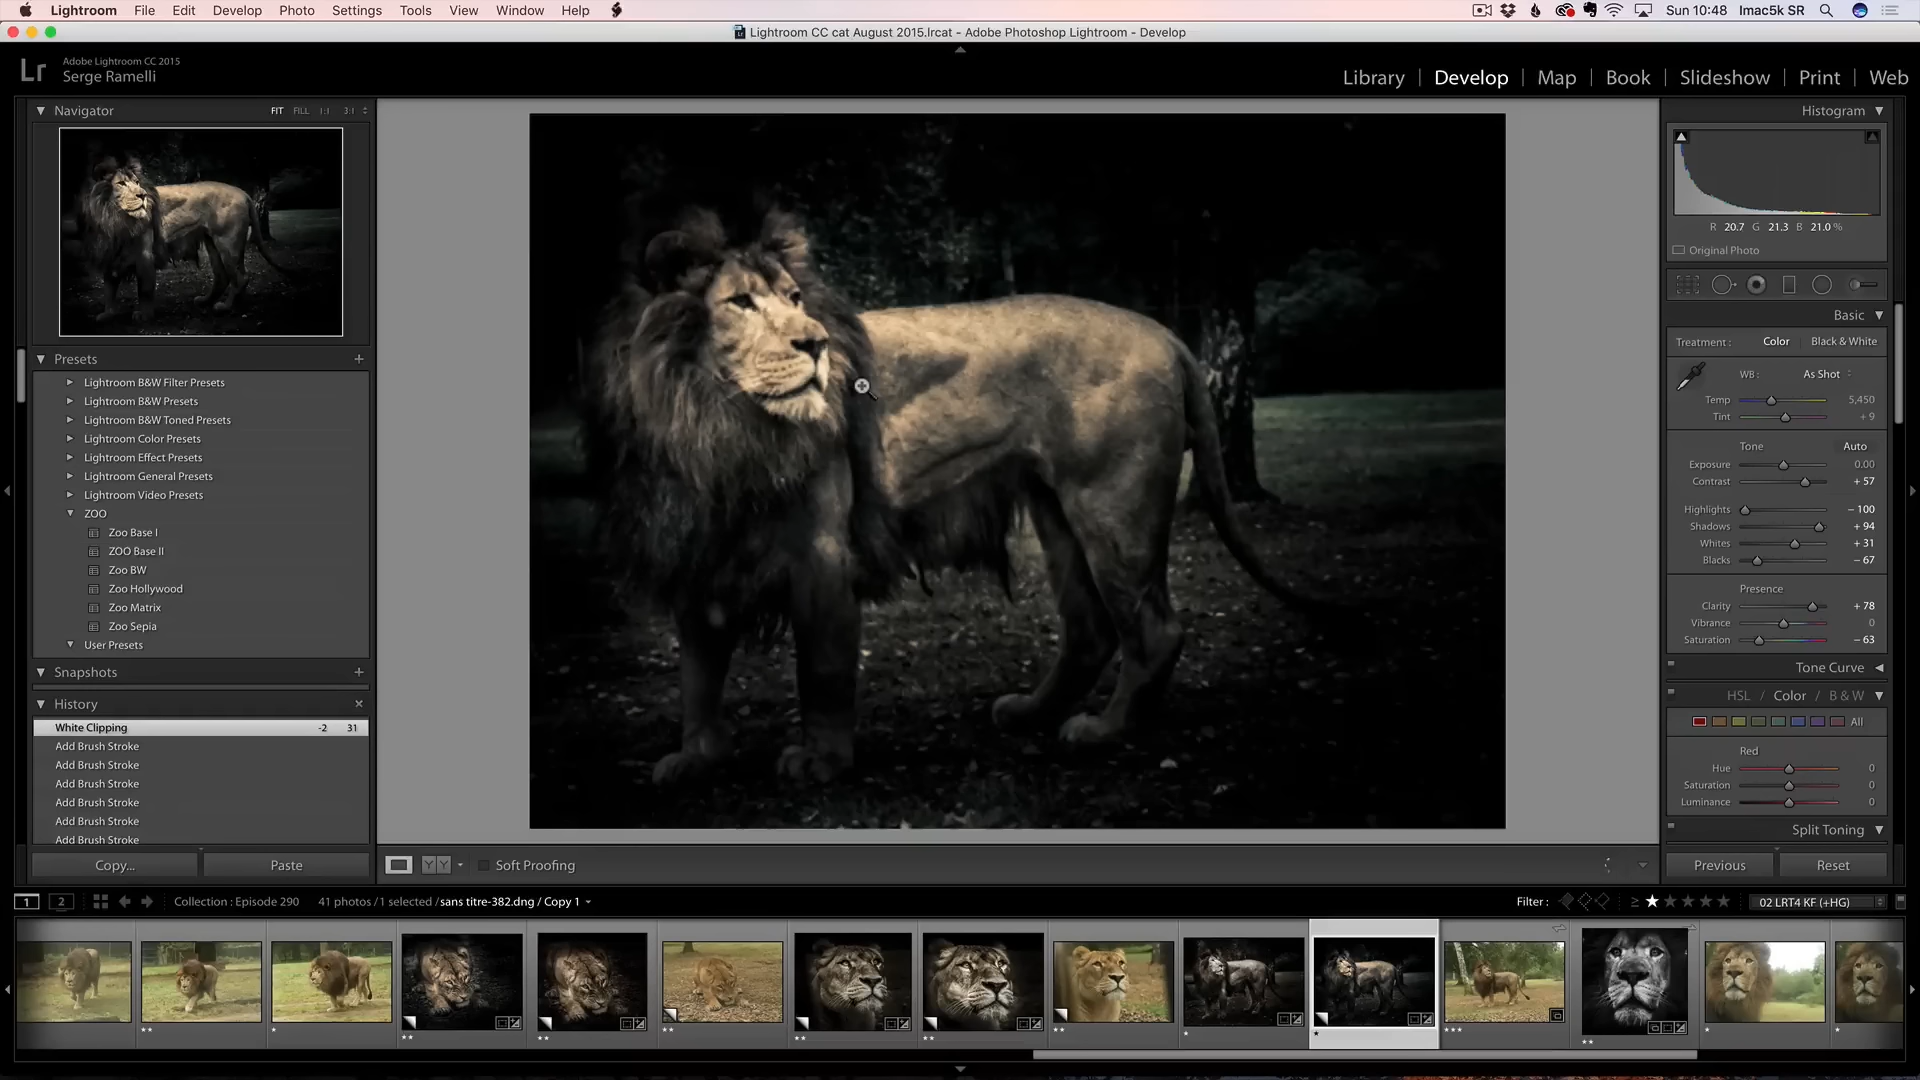 Lightroom File Edit Develop Photo Settings Tools View Window Help Sun 10:48 Imac5k SR
Lightroom CC cat August 2015.lrcat - Adobe Photoshop Lightroom - Develop
Lr Adobe Lightroom CC 2015
Serge Ramelli
Library | Develop | Map | Book | Slideshow | Print | Web
Navigator FIT FILL 1:1 3:1
Presets +
Lightroom B&W Filter Presets
Lightroom B&W Presets
Lightroom B&W Toned Presets
Lightroom Color Presets
Lightroom Effect Presets
Lightroom General Presets
Lightroom Video Presets
ZOO
Zoo Base I
ZOO Base II
Zoo BW
Zoo Hollywood
Zoo Matrix
Zoo Sepia
User Presets
Snapshots +
History ×
White Clipping -2 31
Add Brush Stroke
Add Brush Stroke
Add Brush Stroke
Add Brush Stroke
Add Brush Stroke
Add Brush Stroke
Copy... Paste
Y Y Soft Proofing
Histogram
R 20.7 G 21.3 B 21.0 %
Original Photo
Basic
Treatment : Color Black & White
WB : As Shot
Temp 5,450
Tint + 9
Tone Auto
Exposure 0.00
Contrast + 57
Highlights − 100
Shadows + 94
Whites + 31
Blacks − 67
Presence
Clarity + 78
Vibrance 0
Saturation − 63
Tone Curve
HSL / Color / B & W
All
Red
Hue 0
Saturation 0
Luminance 0
Split Toning
Previous Reset
1 2 Collection : Episode 290 41 photos / 1 selected / sans titre-382.dng / Copy 1 Filter : ≥ 02 LRT4 KF (+HG)